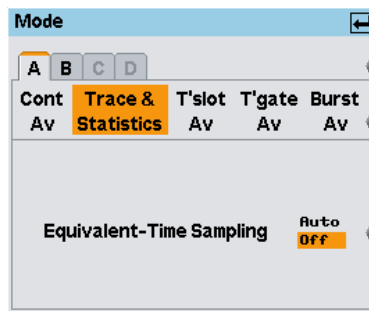 Mode
A B C D
Cont Trace & T'slot T'gate Burst
Av Statistics Av Av Av
Equivalent-Time Sampling Auto
Off